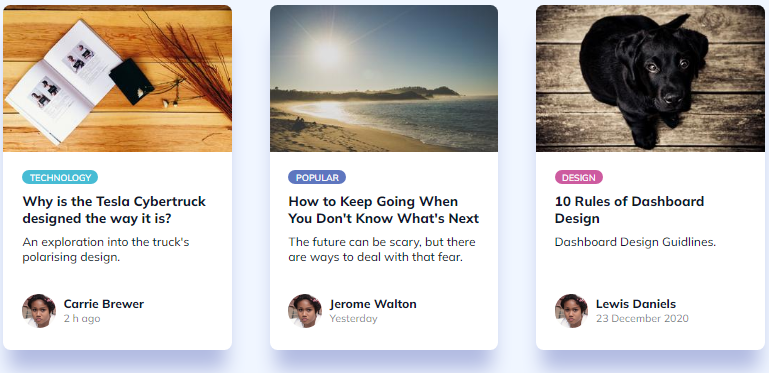 TECHNOLOGY
Why is the Tesla Cybertruck
designed the way it is?
An exploration into the truck's
polarising design.
Carrie Brewer
2 h ago
POPULAR
How to Keep Going When
You Don't Know What's Next
The future can be scary, but there
are ways to deal with that fear.
Jerome Walton
Yesterday
DESIGN
10 Rules of Dashboard
Design
Dashboard Design Guidlines.
Lewis Daniels
23 December 2020